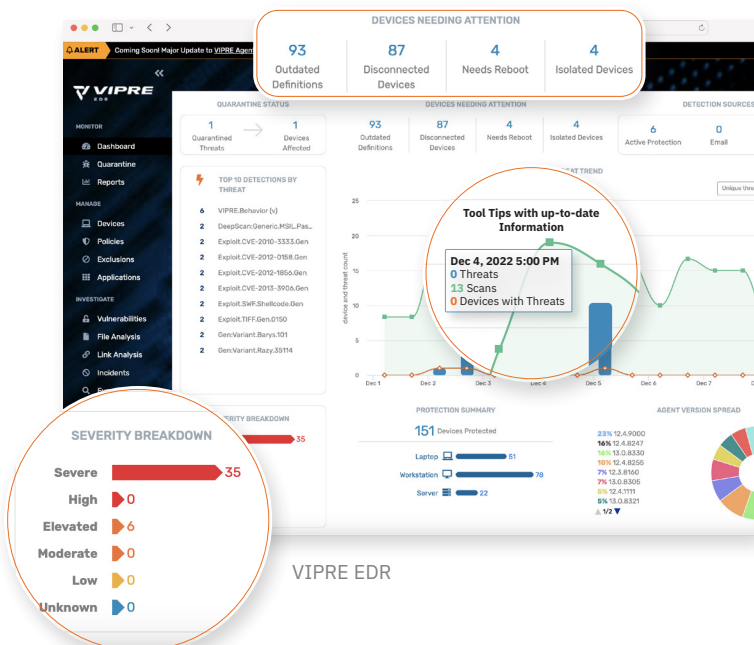 DEVICES NEEDING ATTENTION
93
87
4
4
Outdated Definitions
Disconnected Devices
Needs Reboot
Isolated Devices
ALERT
Coming Soon! Major Update to VIPRE Agent
VIPRE
EDR
MONITOR
Dashboard
Quarantine
Reports
MANAGE
Devices
Policies
Exclusions
Applications
INVESTIGATE
Vulnerabilities
File Analysis
Link Analysis
Incidents
QUARANTINE STATUS
1
Quarantined Threats
1
Devices Affected
DEVICES NEEDING ATTENTION
93
Outdated Definitions
87
Disconnected Devices
4
Needs Reboot
4
Isolated Devices
DETECTION SOURCES
6
Active Protection
0
Email
TOP 10 DETECTIONS BY THREAT
6 VIPRE.Behavior (v)
2 DeepScan:Generic.MSIL.Pas...
2 Exploit.CVE-2010-3333.Gen
2 Exploit.CVE-2012-0158.Gen
2 Exploit.CVE-2012-1856.Gen
2 Exploit.CVE-2013-3906.Gen
2 Exploit.SWF.Shellcode.Gen
2 Exploit.TIFF.Gen.0150
2 Gen:Variant.Barys.101
2 Gen:Variant.Razy.35114
TREND
Unique
device and threat count
25
20
15
10
5
0
Dec 1
Dec 2
Dec 3
Dec 4
Dec 5
Dec 6
Dec 7
Tool Tips with up-to-date
Information
Dec 4, 2022 5:00 PM
0 Threats
13 Scans
0 Devices with Threats
BREAKDOWN
35
PROTECTION SUMMARY
151 Devices Protected
Laptop 51
Workstation 78
Server 22
AGENT VERSION SPREAD
23% 12.4.9000
16% 12.4.8247
16% 13.0.8330
10% 12.4.8255
7% 12.3.8160
7% 13.0.8305
5% 12.4.1111
5% 13.0.8321
1/2
SEVERITY BREAKDOWN
Severe 35
High 0
Elevated 6
Moderate 0
Low 0
Unknown 0
VIPRE EDR